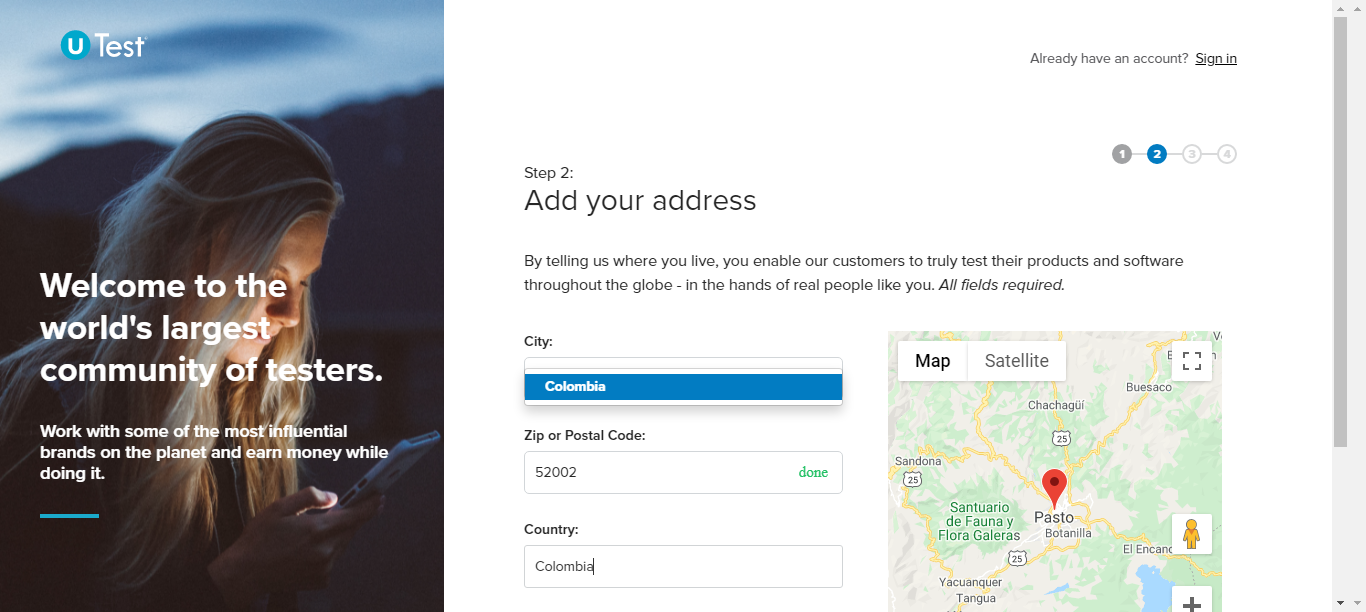 U Test
Already have an account? Sign in
1 2 3 4
Step 2:
Add your address
By telling us where you live, you enable our customers to truly test their products and software
throughout the globe - in the hands of real people like you. All fields required.
Welcome to the
world's largest
community of testers.
Work with some of the most influential
brands on the planet and earn money while
doing it.
City:
Colombia
Zip or Postal Code:
52002
done
Country:
Colombia
Map
Satellite
Buesaco
Chachagüí
25
Sandona
25
Santuario
de Fauna y
Flora Galeras
Pasto
Botanilla
25
El Encano
Yacuanquer
Tangua